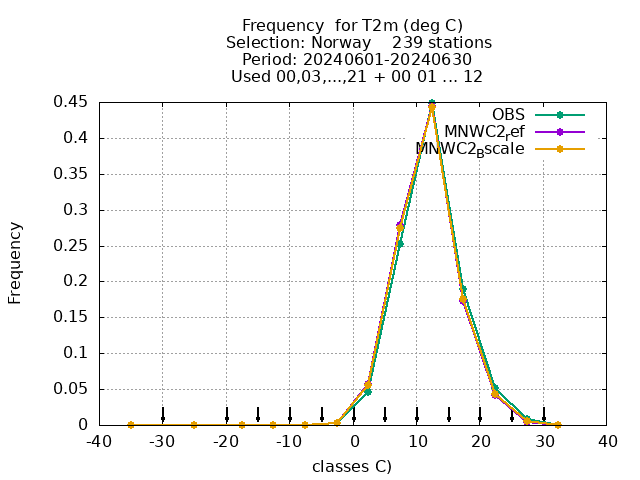 Frequency  for T2m (deg C)
Selection: Norway    239 stations
Period: 20240601-20240630
Used 00,03,...,21 + 00 01 ... 12
0.45
0.4
0.35
0.3
0.25
0.2
0.15
0.1
0.05
0
Frequency
OBS
MNWC2ref
MNWC2Bscale
-40 -30 -20 -10 0 10 20 30 40
classes C)